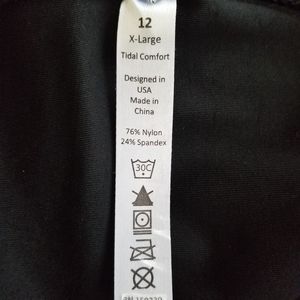 12
X-Large
Tidal Comfort
Designed in
USA
Made in
China
76% Nylon
24% Spandex
30C